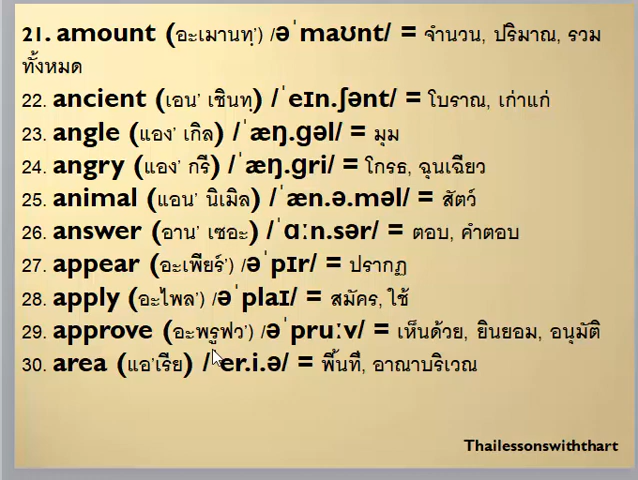 21. amount (อะเมานทฺ') /əˈmaʊnt/ = จำนวน, ปริมาณ, รวม
ทั้งหมด
22. ancient (เอน' เชินทฺ) /ˈeɪn.ʃənt/ = โบราณ, เก่าแก่
23. angle (แอง' เกิล) /ˈæŋ.ɡəl/ = มุม
24. angry (แอง' กรี) /ˈæŋ.ɡri/ = โกรธ, ฉุนเฉียว
25. animal (แอน' นิเมิล) /ˈæn.ə.məl/ = สัตว์
26. answer (อาน' เซอะ) /ˈɑːn.sər/ = ตอบ, คำตอบ
27. appear (อะเพียร์') /əˈpɪr/ = ปรากฏ
28. apply (อะไพล') /əˈplaɪ/ = สมัคร, ใช้
29. approve (อะพรูฟว') /əˈpruːv/ = เห็นด้วย, ยินยอม, อนุมัติ
30. area (แอ'เรีย) /ˈer.i.ə/ = พื้นที่, อาณาบริเวณ
Thailessonswiththart